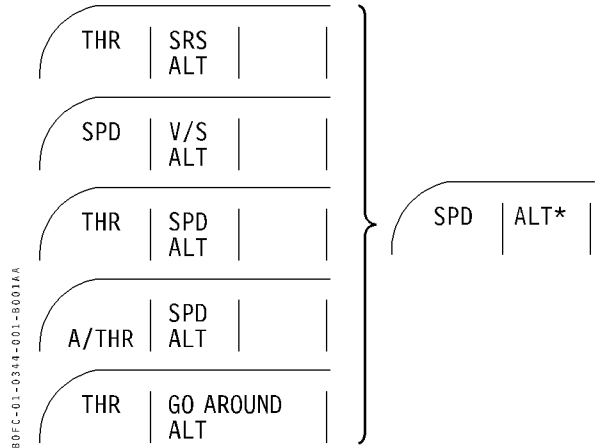 THR SRS
ALT
SPD V/S
ALT
THR SPD
ALT
SPD ALT*
SPD
A/THR ALT
THR GO AROUND
ALT
B0FC-01-0344-001-B001AA